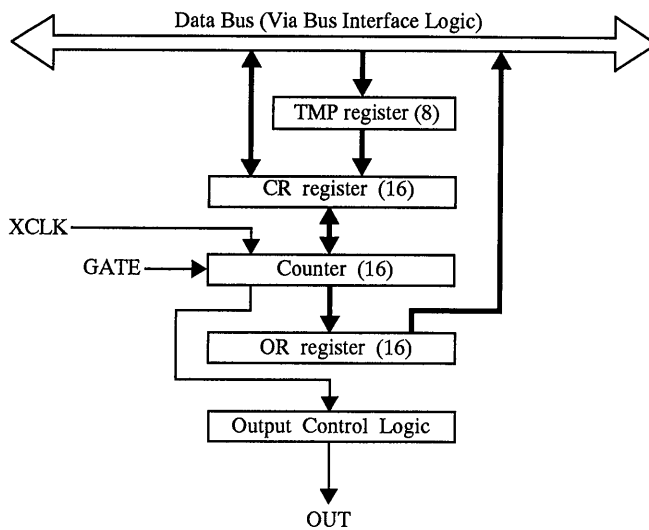 Data Bus (Via Bus Interface Logic)
TMP register (8)
CR register (16)
XCLK
GATE
Counter (16)
OR register (16)
Output Control Logic
OUT